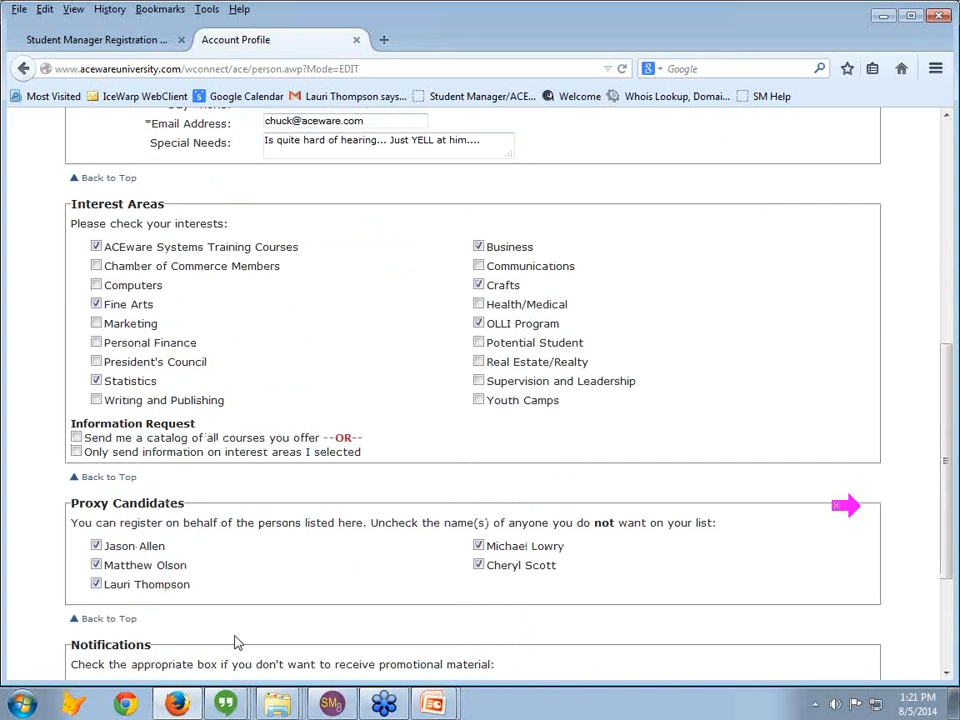 File Edit View History Bookmarks Tools Help
Student Manager Registration ... × Account Profile × +
www.acewareuniversity.com/wconnect/ace/person.awp?Mode=EDIT Google
Most Visited IceWarp WebClient Google Calendar Lauri Thompson says... Student Manager/ACE... Welcome Whois Lookup, Domai... SM Help
*Email Address: chuck@aceware.com
Special Needs: Is quite hard of hearing... Just YELL at him....
Back to Top
Interest Areas
Please check your interests:
ACEware Systems Training Courses Business
Chamber of Commerce Members Communications
Computers Crafts
Fine Arts Health/Medical
Marketing OLLI Program
Personal Finance Potential Student
President's Council Real Estate/Realty
Statistics Supervision and Leadership
Writing and Publishing Youth Camps
Information Request
Send me a catalog of all courses you offer --OR--
Only send information on interest areas I selected
Back to Top
Proxy Candidates
You can register on behalf of the persons listed here. Uncheck the name(s) of anyone you do not want on your list:
Jason Allen Michael Lowry
Matthew Olson Cheryl Scott
Lauri Thompson
Back to Top
Notifications
Check the appropriate box if you don't want to receive promotional material:
SM8
1:21 PM
8/5/2014